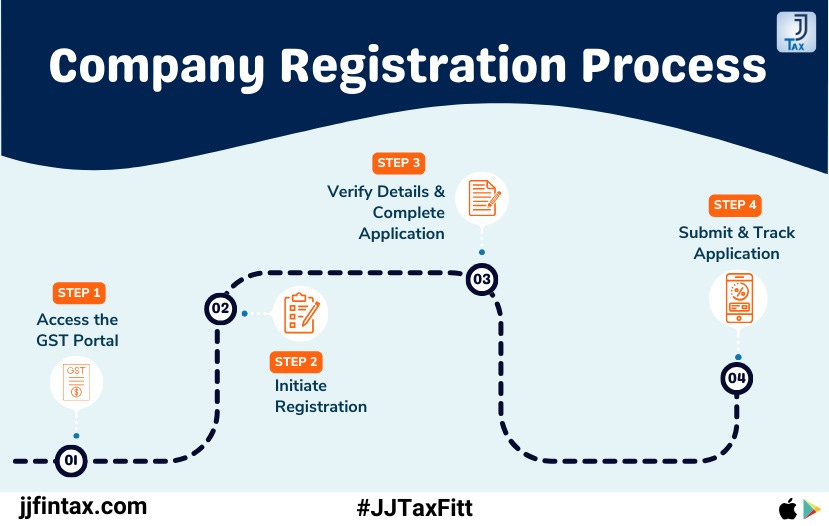 J
TAX
Company Registration Process
STEP 1
Access the
GST Portal
GST
$
01
02
STEP 2
Initiate
Registration
STEP 3
Verify Details &
Complete
Application
03
STEP 4
Submit & Track
Application
%
04
jjfintax.com
#JJTaxFitt